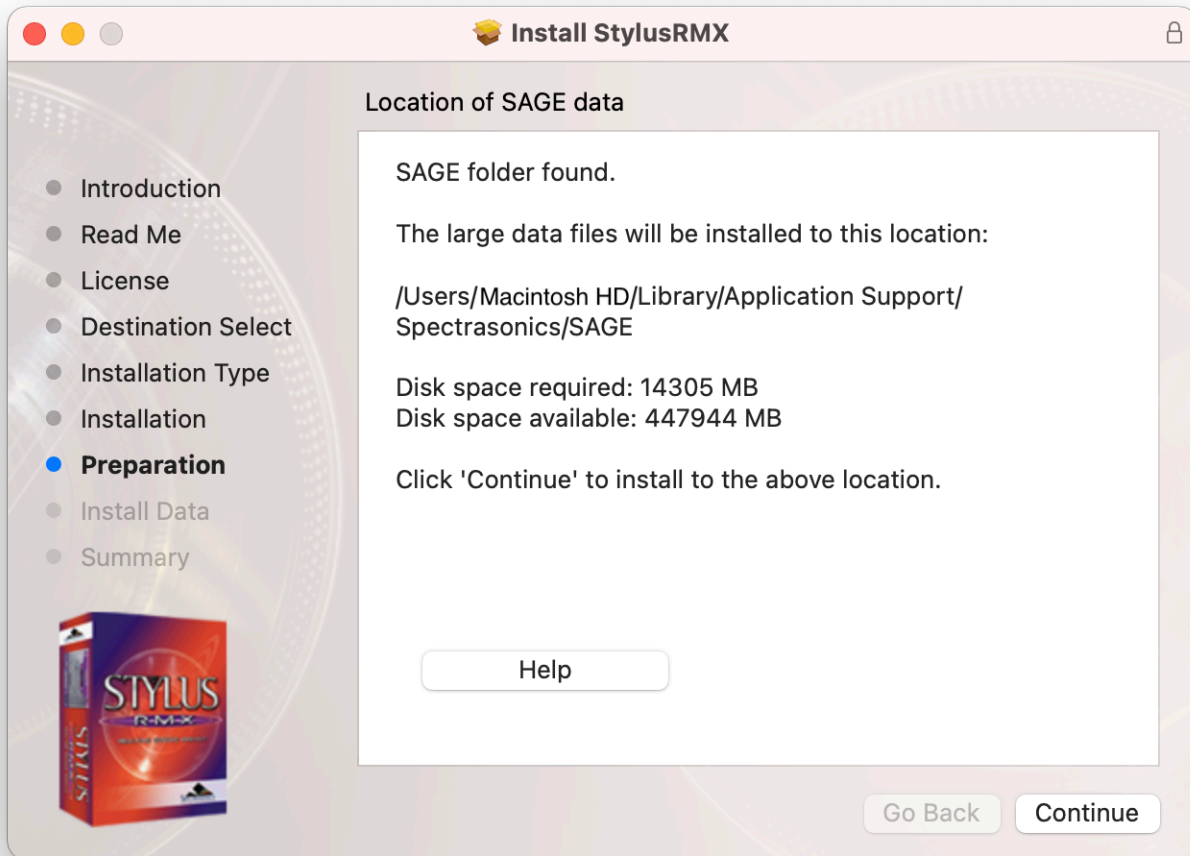 Install StylusRMX
Location of SAGE data
Introduction
Read Me
License
Destination Select
Installation Type
Installation
Preparation
Install Data
Summary
SAGE folder found.
The large data files will be installed to this location:
/Users/Macintosh HD/Library/Application Support/
Spectrasonics/SAGE
Disk space required: 14305 MB
Disk space available: 447944 MB
Click 'Continue' to install to the above location.
Help
STYLUS
R·M·X
STYLUS
Go Back
Continue